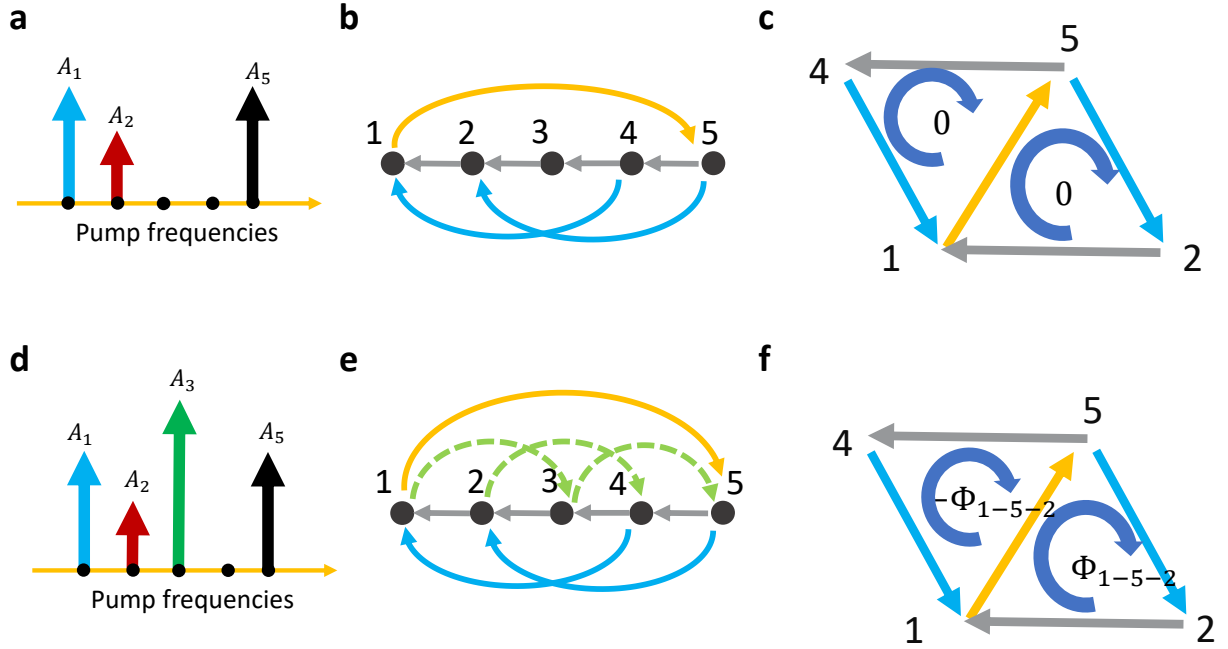 a
A₁
A₂
A₅
Pump frequencies
b
1 2 3 4 5
c
4
5
0
0
1
2
d
A₁
A₂
A₃
A₅
Pump frequencies
e
1 2 3 4 5
f
4
5
-Φ₁₋₅₋₂
Φ₁₋₅₋₂
1
2